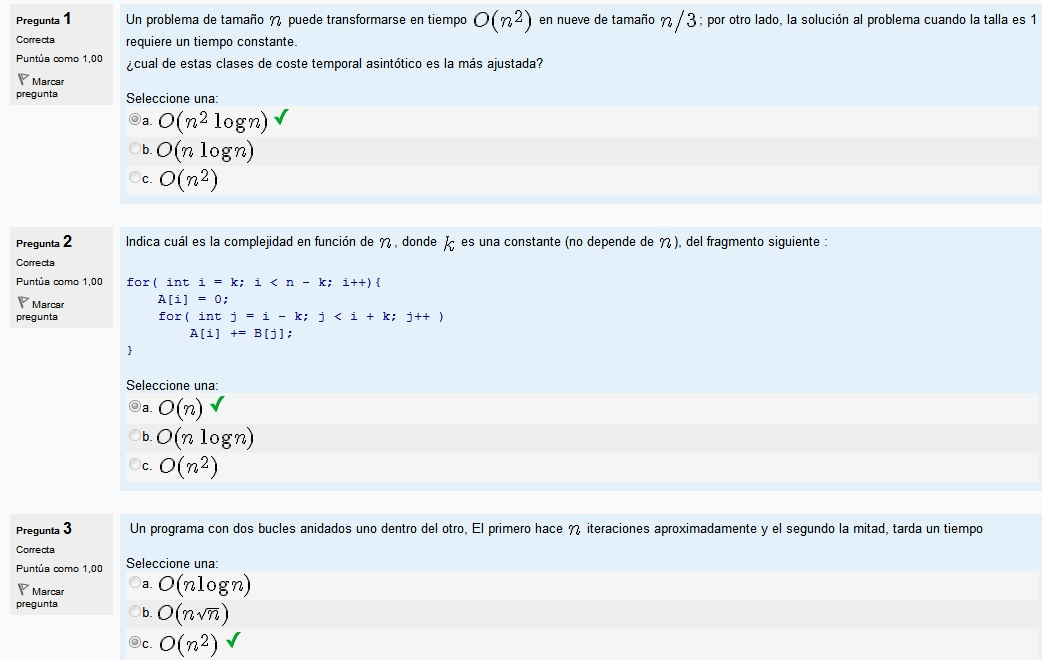 Pregunta 1
Correcta
Puntúa como 1,00
Marcar
pregunta
Un problema de tamaño n puede transformarse en tiempo O(n²) en nueve de tamaño n/3; por otro lado, la solución al problema cuando la talla es 1
requiere un tiempo constante.
¿cual de estas clases de coste temporal asintótico es la más ajustada?
Seleccione una:
a. O(n² log n) ✓
b. O(n log n)
c. O(n²)
Pregunta 2
Correcta
Puntúa como 1,00
Marcar
pregunta
Indica cuál es la complejidad en función de n, donde k es una constante (no depende de n), del fragmento siguiente :
for( int i = k; i < n - k; i++){
A[i] = 0;
for( int j = i - k; j < i + k; j++ )
A[i] += B[j];
}
Seleccione una:
a. O(n) ✓
b. O(n log n)
c. O(n²)
Pregunta 3
Correcta
Puntúa como 1,00
Marcar
pregunta
Un programa con dos bucles anidados uno dentro del otro, El primero hace n iteraciones aproximadamente y el segundo la mitad, tarda un tiempo
Seleccione una:
a. O(n log n)
b. O(n√n)
c. O(n²) ✓